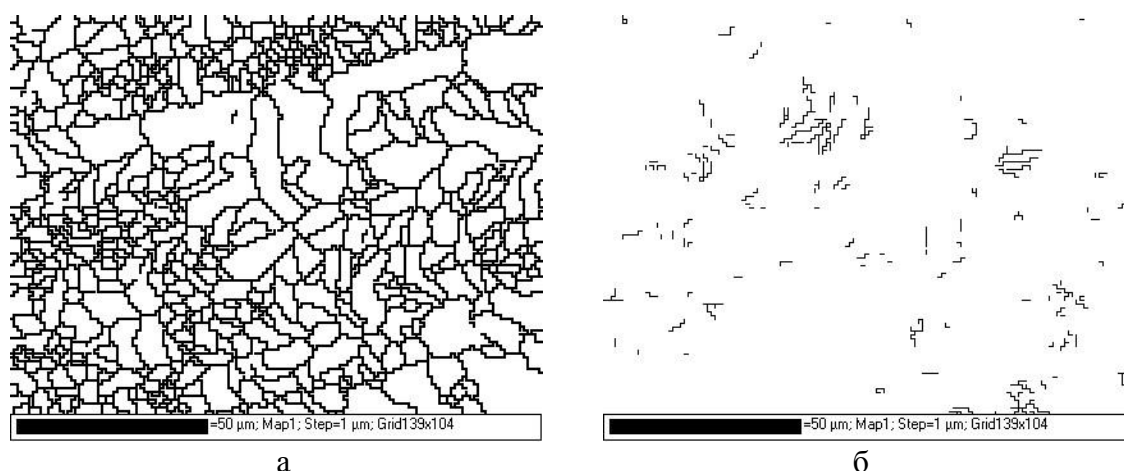 =50 µm; Map1; Step=1 µm; Grid139x104
=50 µm; Map1; Step=1 µm; Grid139x104
а
б